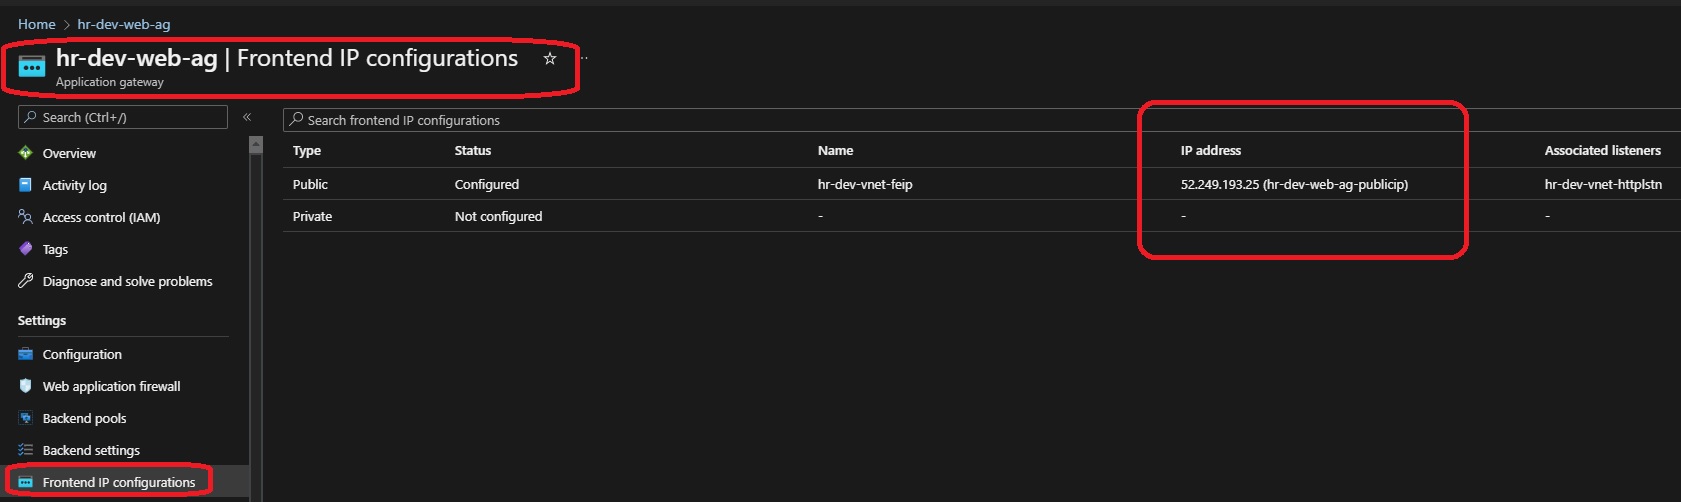 Home > hr-dev-web-ag
hr-dev-web-ag | Frontend IP configurations
Application gateway
Search (Ctrl+/)
«
Overview
Activity log
Access control (IAM)
Tags
Diagnose and solve problems
Settings
Configuration
Web application firewall
Backend pools
Backend settings
Frontend IP configurations
Search frontend IP configurations
Type Status Name IP address Associated listeners
Public Configured hr-dev-vnet-feip 52.249.193.25 (hr-dev-web-ag-publicip) hr-dev-vnet-httplstn
Private Not configured - - -